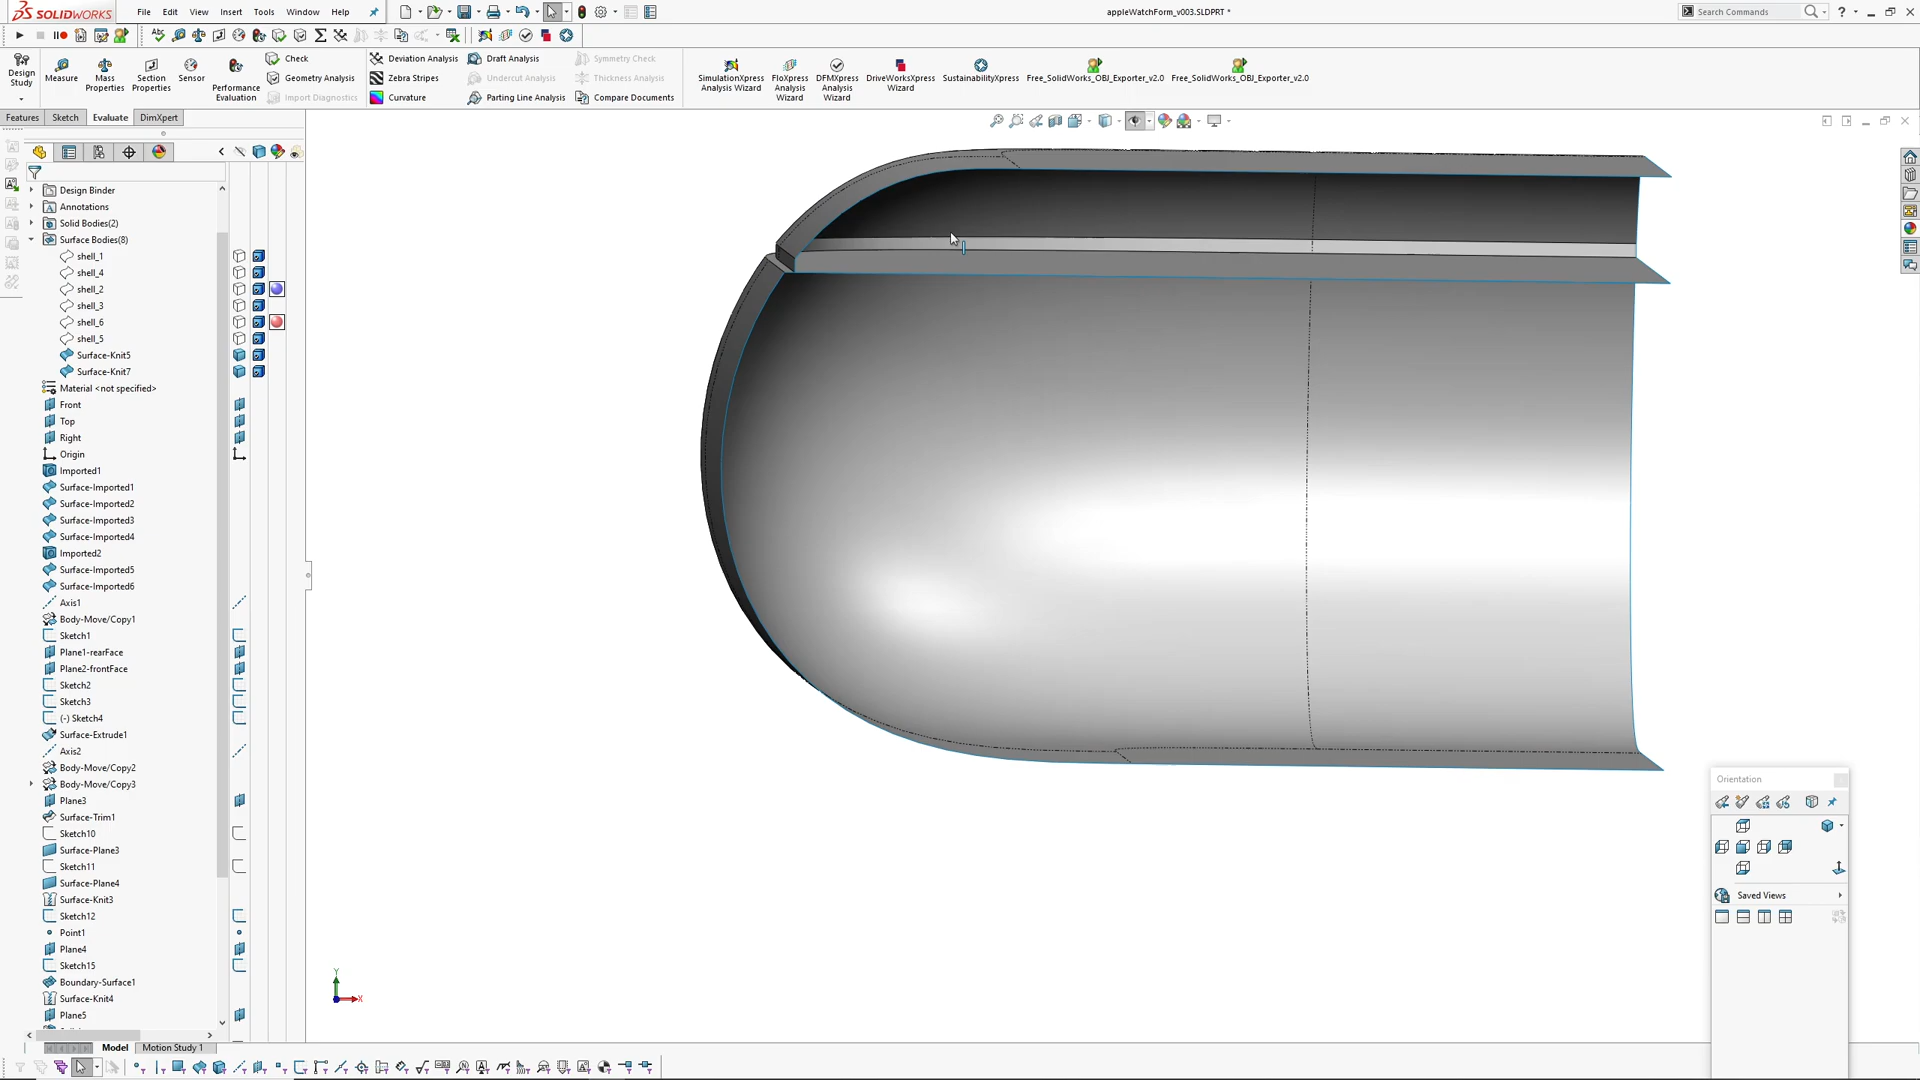 SOLIDWORKS File Edit View Insert Tools Window Help
appleWatchForm_v003.SLDPRT *
Search Commands
Design Study
Measure
Mass Properties
Section Properties
Sensor
Performance Evaluation
Check
Geometry Analysis
Import Diagnostics
Deviation Analysis
Zebra Stripes
Curvature
Draft Analysis
Undercut Analysis
Parting Line Analysis
Symmetry Check
Thickness Analysis
Compare Documents
SimulationXpress Analysis Wizard
FloXpress Analysis Wizard
DFMXpress Analysis Wizard
DriveWorksXpress Wizard
SustainabilityXpress
Free_SolidWorks_OBJ_Exporter_v2.0
Free_SolidWorks_OBJ_Exporter_v2.0
Features Sketch Evaluate DimXpert
Design Binder
Annotations
Solid Bodies(2)
Surface Bodies(8)
shell_1
shell_4
shell_2
shell_3
shell_6
shell_5
Surface-Knit5
Surface-Knit7
Material <not specified>
Front
Top
Right
Origin
Imported1
Surface-Imported1
Surface-Imported2
Surface-Imported3
Surface-Imported4
Imported2
Surface-Imported5
Surface-Imported6
Axis1
Body-Move/Copy1
Sketch1
Plane1-rearFace
Plane2-frontFace
Sketch2
Sketch3
(-) Sketch4
Surface-Extrude1
Axis2
Body-Move/Copy2
Body-Move/Copy3
Plane3
Surface-Trim1
Sketch10
Surface-Plane3
Sketch11
Surface-Plane4
Surface-Knit3
Sketch12
Point1
Plane4
Sketch15
Boundary-Surface1
Surface-Knit4
Plane5
Y
X
Orientation
Saved Views
Model Motion Study 1